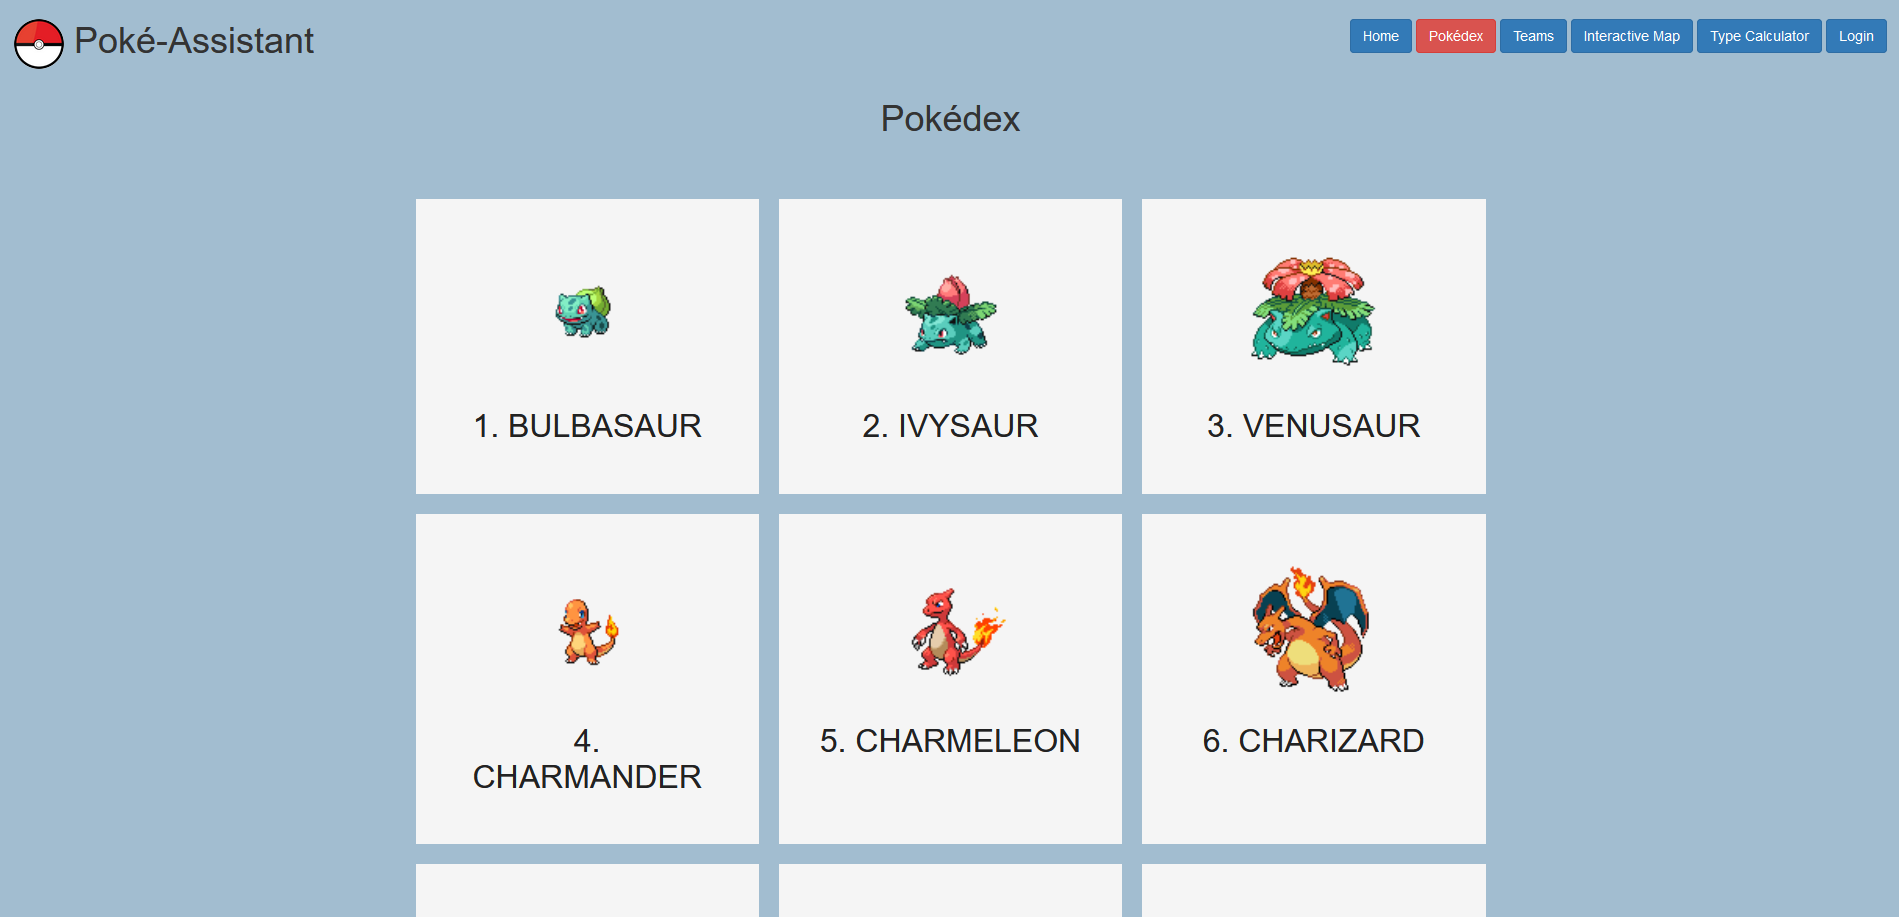 Poké-Assistant
Home Pokédex Teams Interactive Map Type Calculator Login
Pokédex
1. BULBASAUR
2. IVYSAUR
3. VENUSAUR
4.
CHARMANDER
5. CHARMELEON
6. CHARIZARD